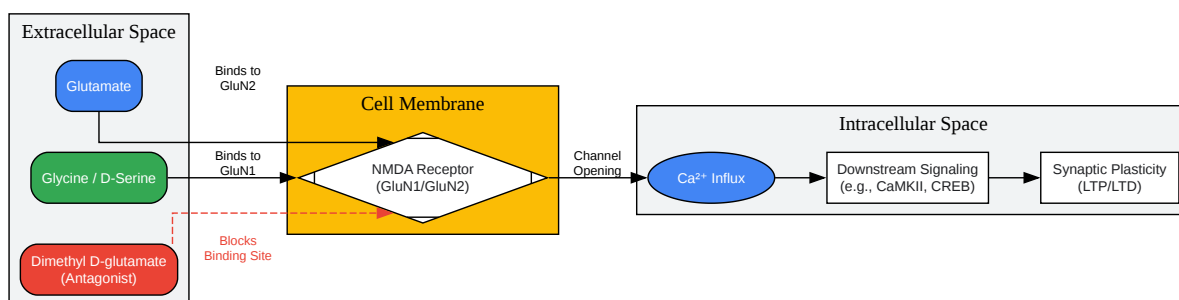 Extracellular Space
Glutamate
Glycine / D-Serine
Dimethyl D-glutamate
(Antagonist)
Binds to
GluN2
Binds to
GluN1
Blocks
Binding Site
Cell Membrane
NMDA Receptor
(GluN1/GluN2)
Channel
Opening
Intracellular Space
Ca²⁺ Influx
Downstream Signaling
(e.g., CaMKII, CREB)
Synaptic Plasticity
(LTP/LTD)